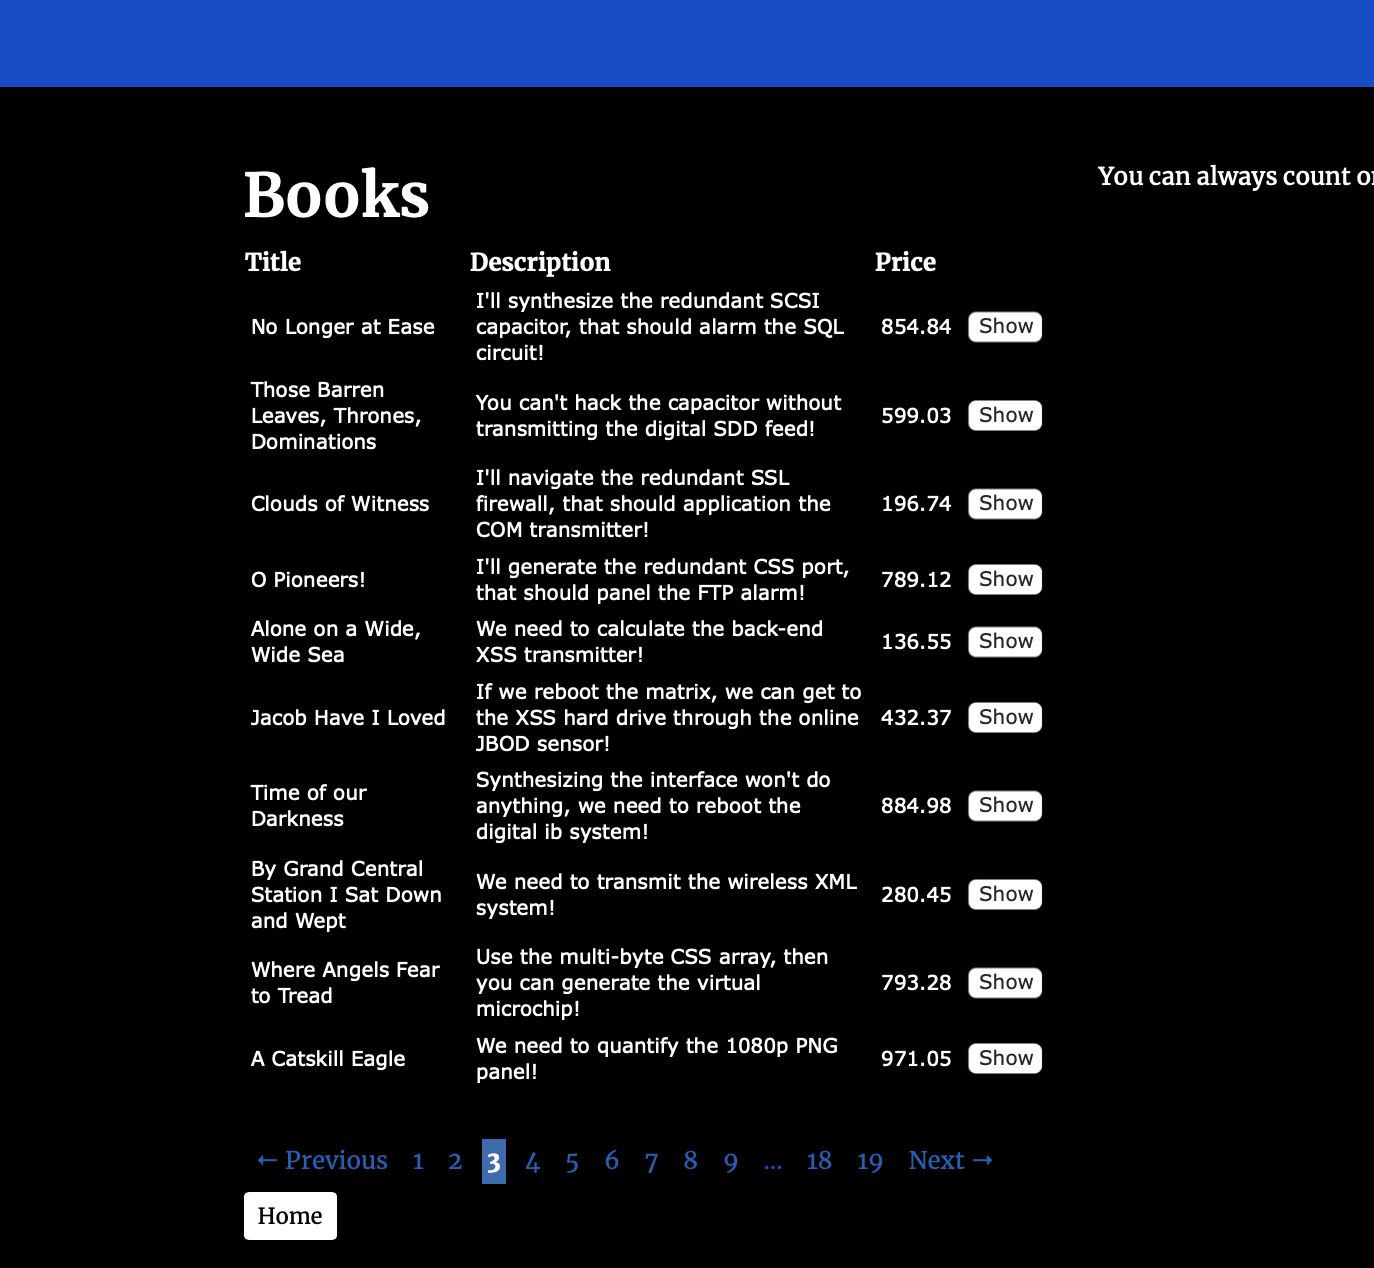 Books
You can always count
Title Description Price
I'll synthesize the redundant SCSI
No Longer at Ease capacitor, that should alarm the SQL 854.84 Show
circuit!
Those Barren
Leaves, Thrones,
Dominations
You can't hack the capacitor without
transmitting the digital SDD feed!
599.03 Show
I'll navigate the redundant SSL
Clouds of Witness firewall, that should application the 196.74 Show
COM transmitter!
O Pioneers!
I'll generate the redundant CSS port,
that should panel the FTP alarm!
789.12 Show
Alone on a Wide,
Wide Sea
We need to calculate the back-end
XSS transmitter!
136.55 Show
If we reboot the matrix, we can get to
Jacob Have I Loved the XSS hard drive through the online 432.37 Show
JBOD sensor!
Time of our
Darkness
Synthesizing the interface won't do
anything, we need to reboot the
digital ib system!
884.98 Show
By Grand Central
Station I Sat Down
and Wept
We need to transmit the wireless XML
system!
280.45 Show
Where Angels Fear
to Tread
Use the multi-byte CSS array, then
you can generate the virtual
microchip!
793.28 Show
A Catskill Eagle
We need to quantify the 1080p PNG
panel!
971.05 Show
← Previous 1 2 3 4 5 6 7 8 9 … 18 19 Next →
Home